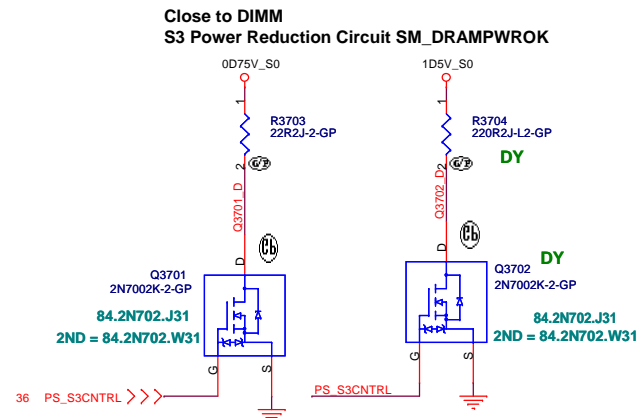 Close to DIMM
S3 Power Reduction Circuit SM_DRAMPWROK
0D75V_S0
1
R3703
22R2J-2-GP
2
G/P
Q3701_D
Pb
D
Q3701
2N7002K-2-GP
84.2N702.J31
2ND = 84.2N702.W31
G
S
36 PS_S3CNTRL
1D5V_S0
1
R3704
220R2J-L2-GP
DY
2
G/P
Q3702_D
D
DY
Q3702
2N7002K-2-GP
84.2N702.J31
2ND = 84.2N702.W31
G
S
PS_S3CNTRL